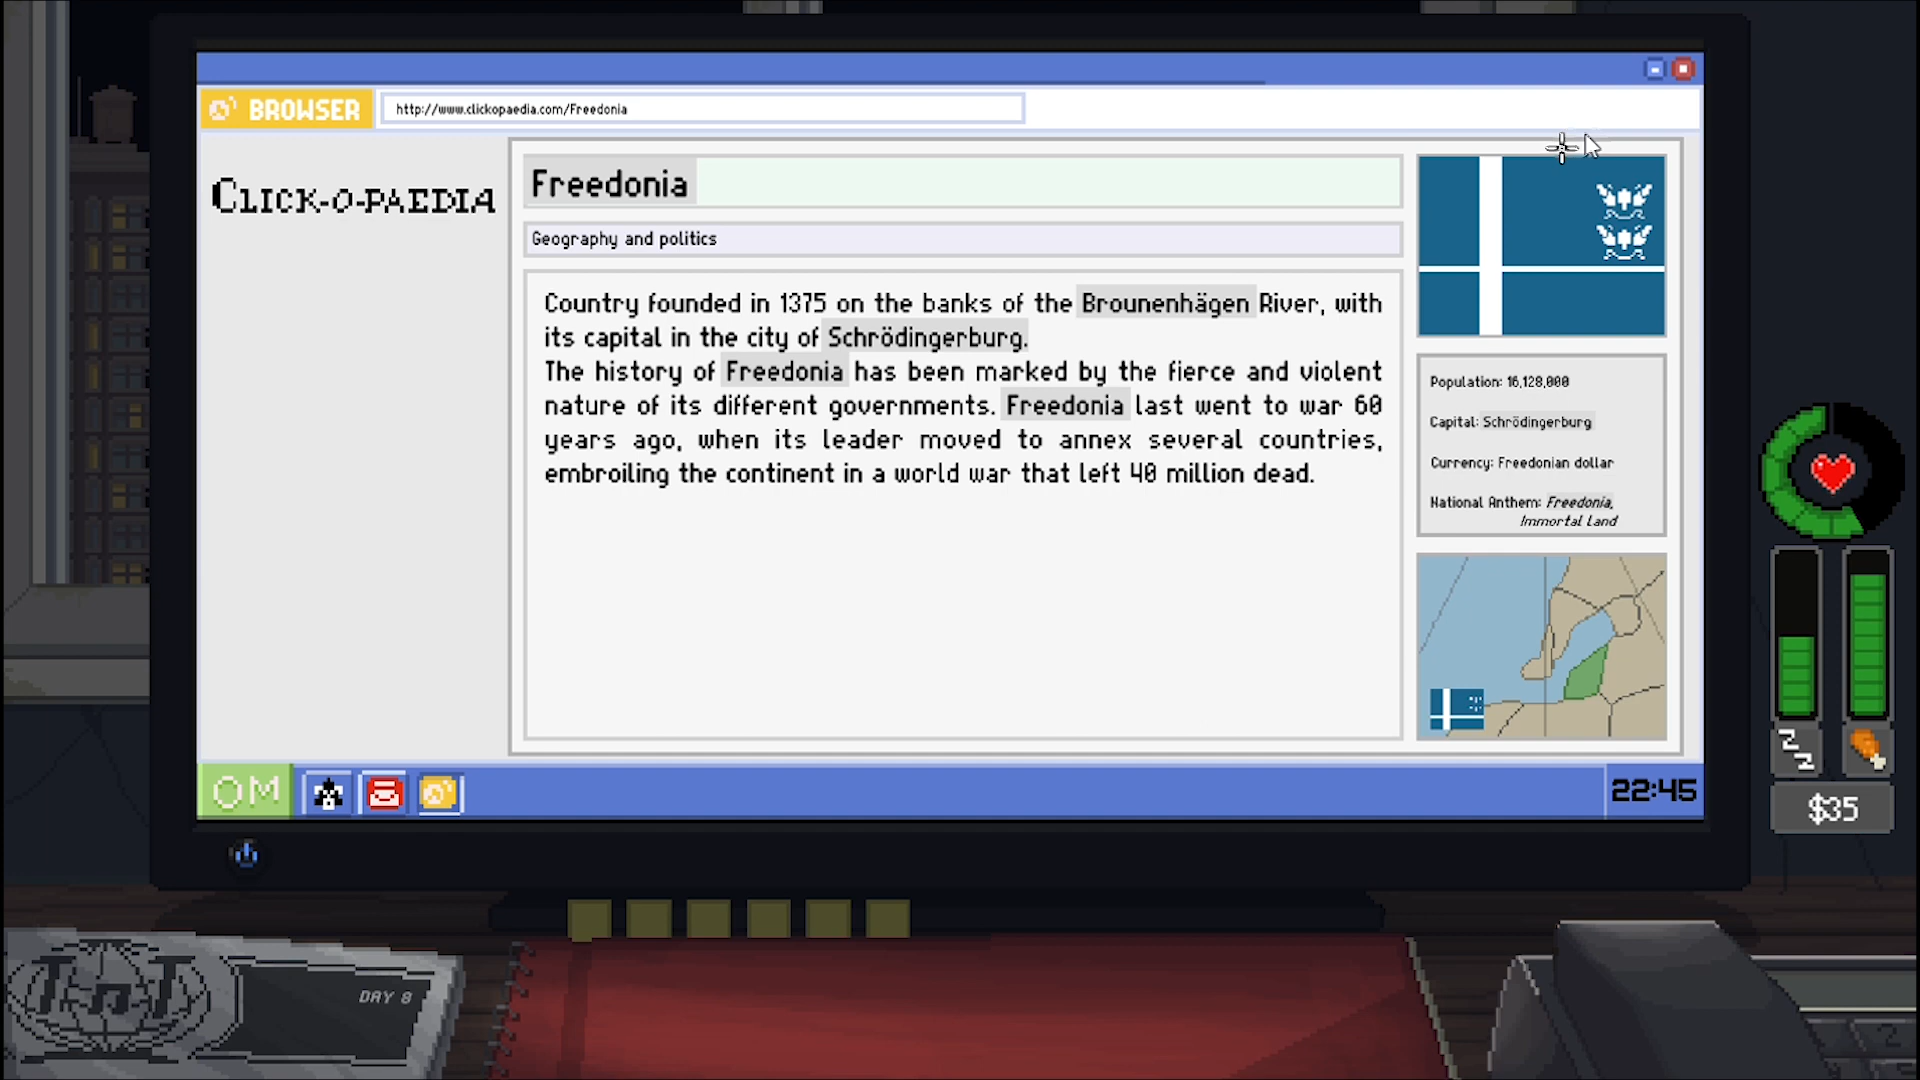 BROWSER
http://www.clickopaedia.com/Freedonia
CLICK-O-PAEDIA
Freedonia
Geography and politics
Country founded in 1375 on the banks of the Brounenhägen River, with
its capital in the city of Schrödingerburg.
The history of Freedonia has been marked by the fierce and violent
nature of its different governments. Freedonia last went to war 60
years ago, when its leader moved to annex several countries,
embroiling the continent in a world war that left 40 million dead.
Population: 16,128,000
Capital: Schrödingerburg
Currency: Freedonian dollar
National Anthem: Freedonia,
Immortal Land
OM
22:45
$35
TnT
DAY 8
2